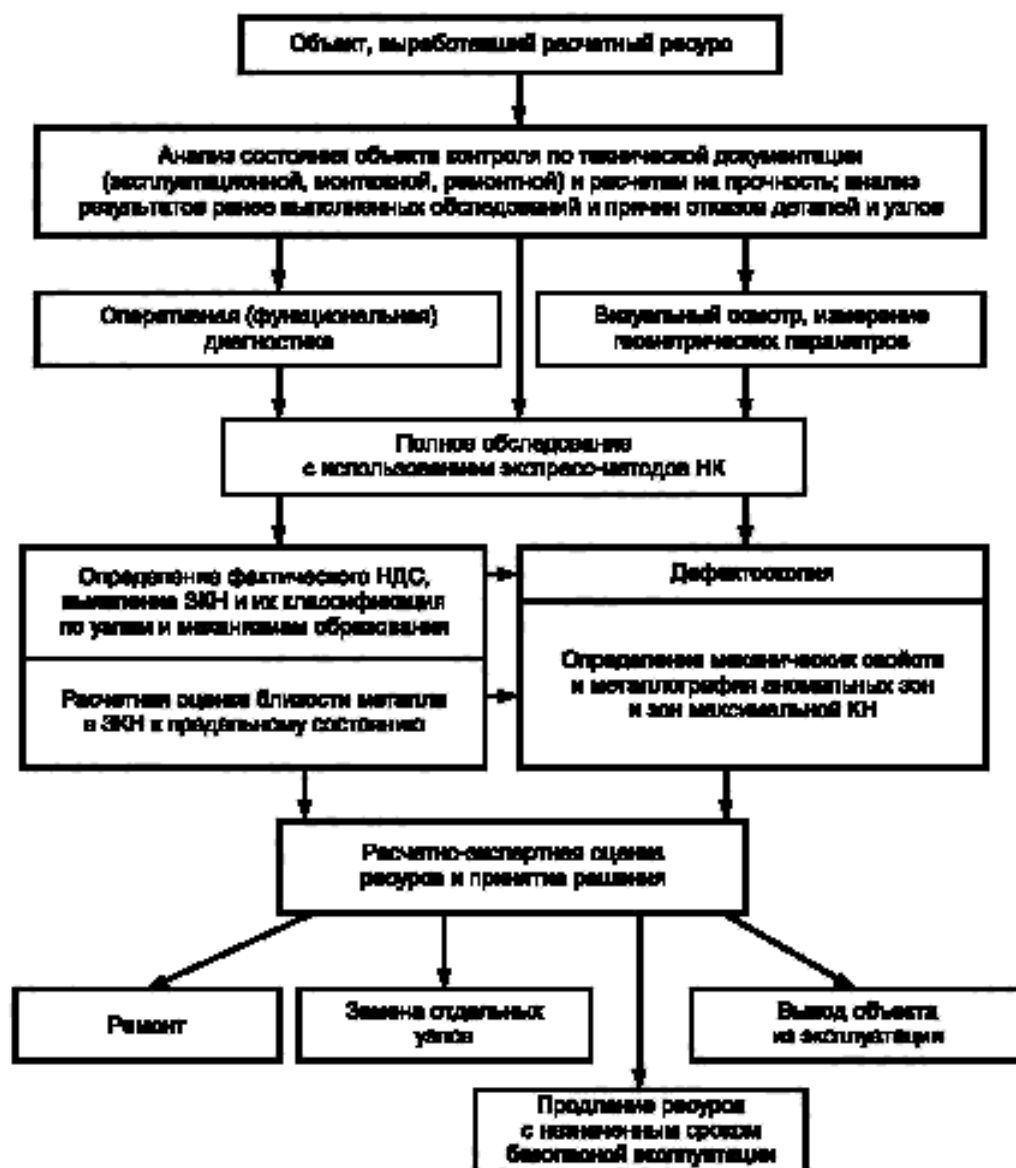 Объект, выработавший расчетный ресурс
Анализ состояния объекта контроля по технической документации
(эксплуатационной, монтажной, ремонтной) и расчетам на прочность; анализ
результатов ранее выполненных обследований и причин отказов деталей и узлов
Оперативная (функциональная)
диагностика
Визуальный осмотр, измерение
геометрических параметров
Полное обследование
с использованием экспресс-методов НК
Определение фактического НДС,
выявление ЗКН и их классификация
по узлам и механизмам образования
Дефектоскопия
Расчетная оценка близости металла
в ЗКН к предельному состоянию
Определение механических свойств
и металлография аномальных зон
и зон максимальной КН
Расчетно-экспертная оценка
ресурса и принятие решения
Ремонт
Замена отдельных
узлов
Вывод объекта
из эксплуатации
Продление ресурса
с назначенным сроком
безопасной эксплуатации